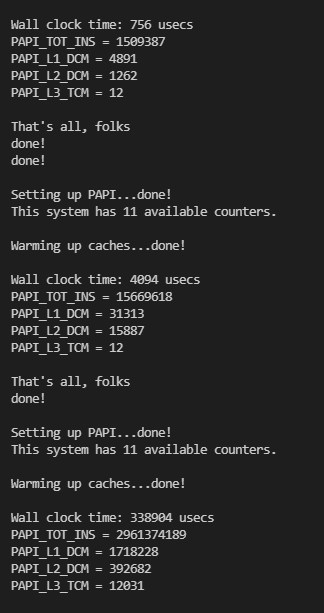 Wall clock time: 756 usecs
PAPI_TOT_INS = 1509387
PAPI_L1_DCM = 4891
PAPI_L2_DCM = 1262
PAPI_L3_TCM = 12
That's all, folks
done!
done!
Setting up PAPI...done!
This system has 11 available counters.
Warming up caches...done!
Wall clock time: 4094 usecs
PAPI_TOT_INS = 15669618
PAPI_L1_DCM = 31313
PAPI_L2_DCM = 15887
PAPI_L3_TCM = 12
That's all, folks
done!
Setting up PAPI...done!
This system has 11 available counters.
Warming up caches...done!
Wall clock time: 338904 usecs
PAPI_TOT_INS = 2961374189
PAPI_L1_DCM = 1718228
PAPI_L2_DCM = 392682
PAPI_L3_TCM = 12031